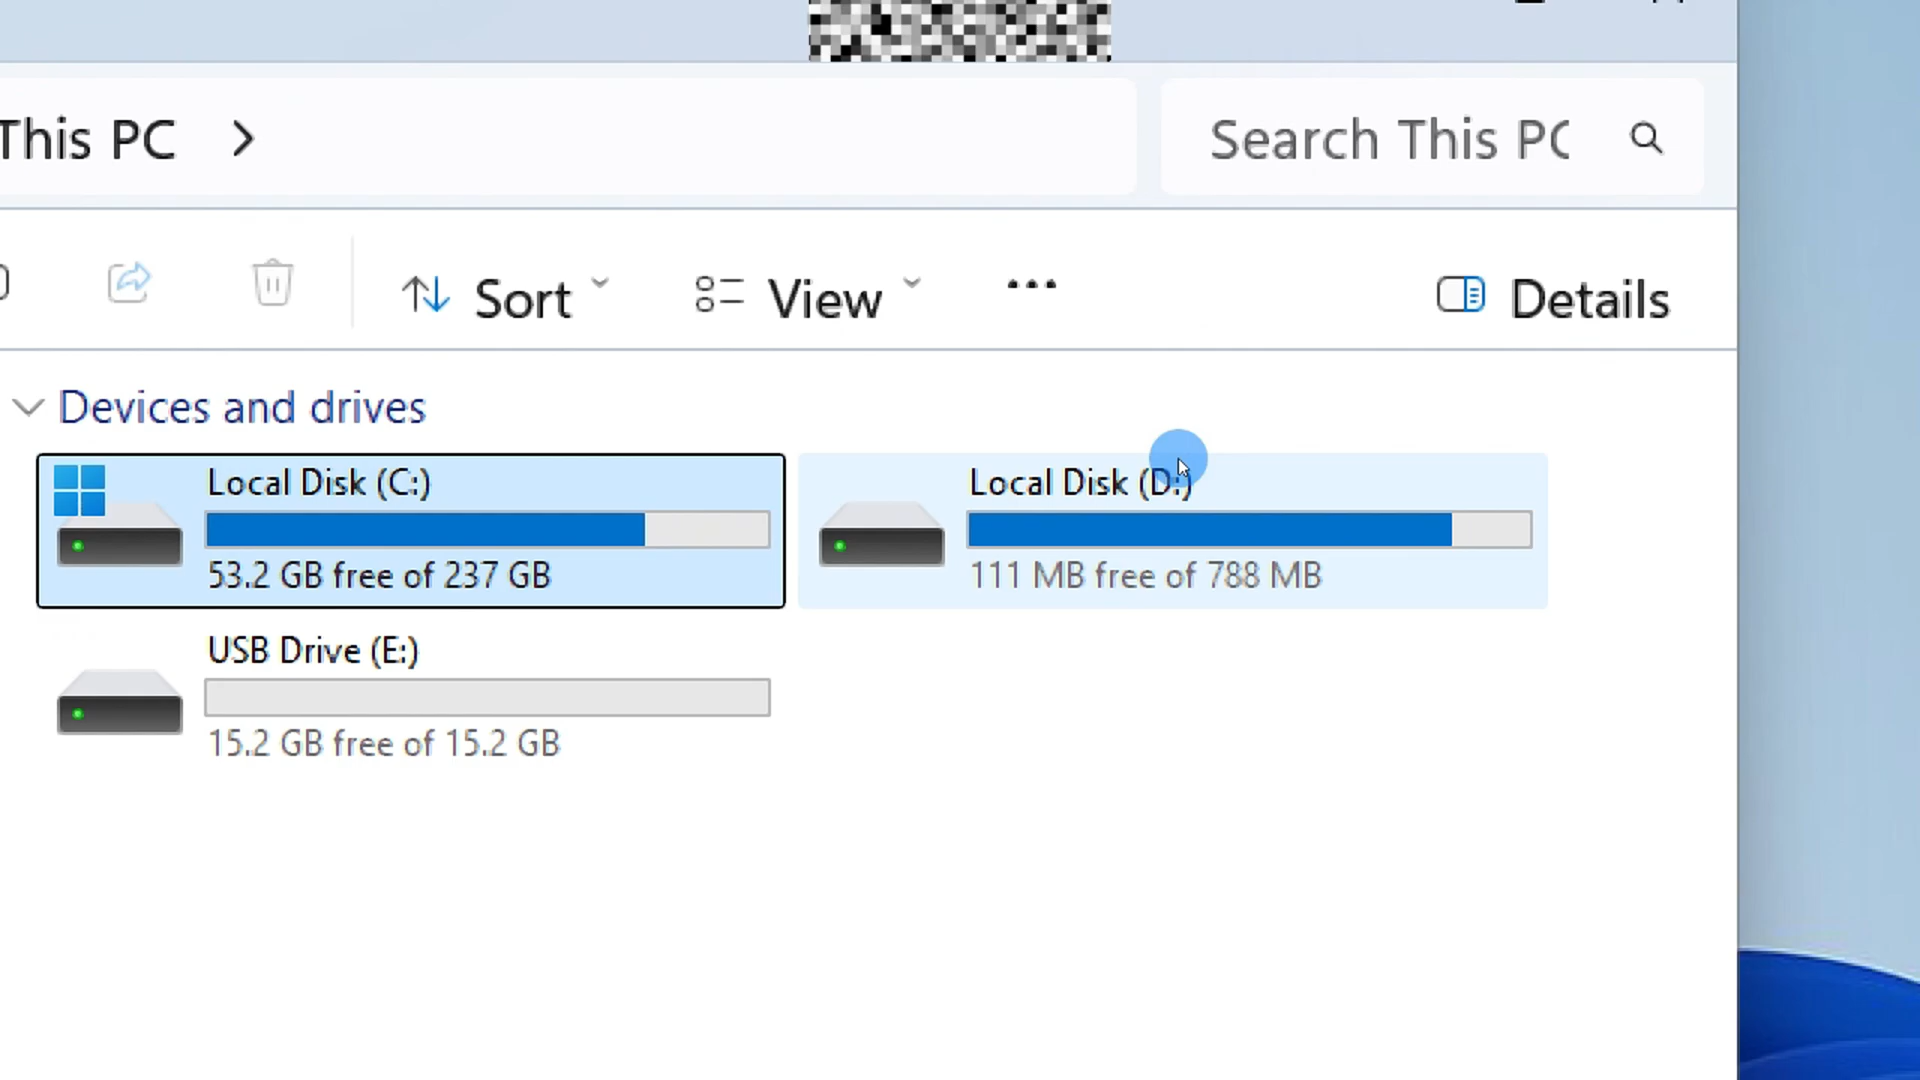 This PC
Search This PC
Sort
View
Details
Devices and drives
Local Disk (C:)
53.2 GB free of 237 GB
Local Disk (D:)
111 MB free of 788 MB
USB Drive (E:)
15.2 GB free of 15.2 GB